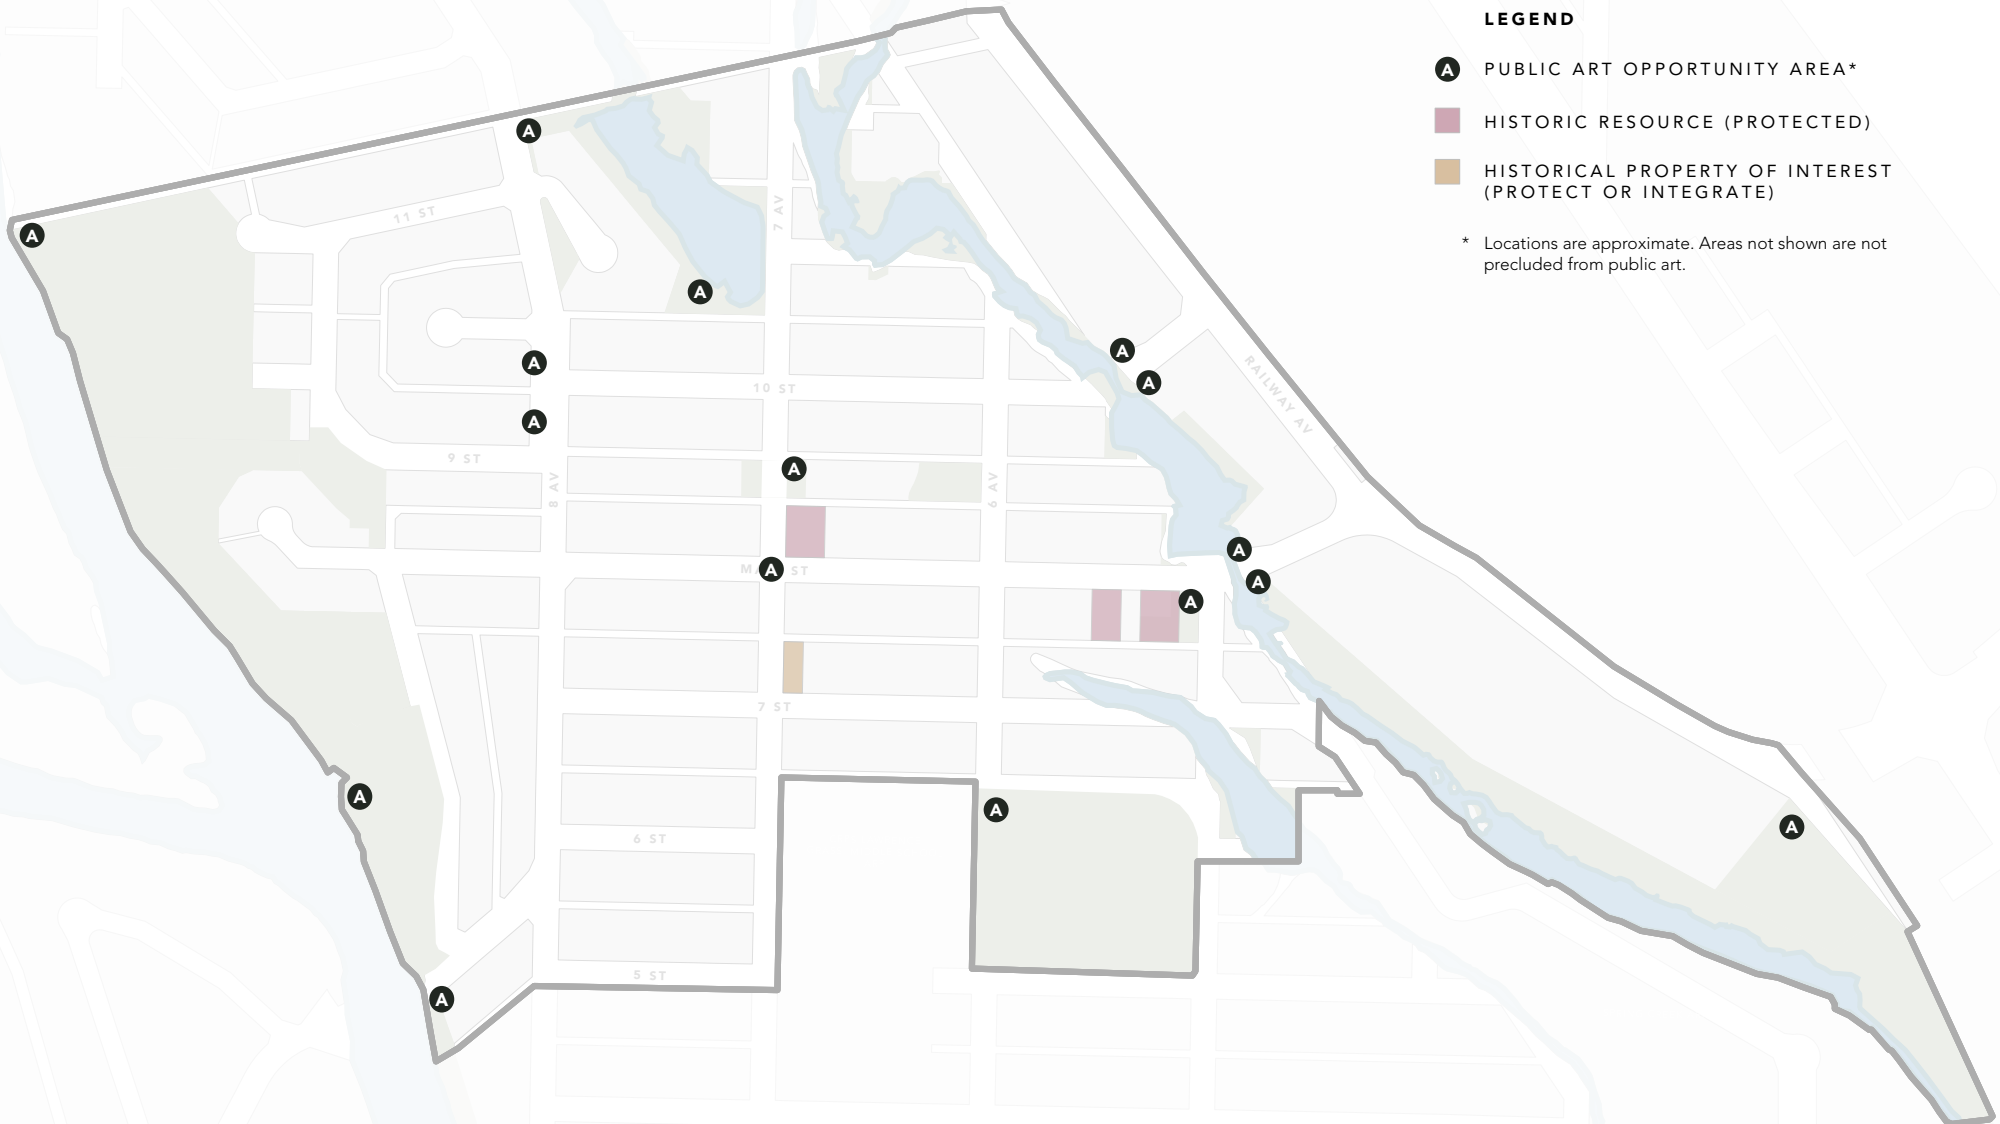 LEGEND
A PUBLIC ART OPPORTUNITY AREA*
HISTORIC RESOURCE (PROTECTED)
HISTORICAL PROPERTY OF INTEREST
(PROTECT OR INTEGRATE)
* Locations are approximate. Areas not shown are not
precluded from public art.
A
11 ST
7 AV
A
A
A
A
RAILWAY AV
A
10 ST
A
9 ST
A
8 AV
6 AV
A
M
A
ST
A
A
A
7 ST
A
A
A
6 ST
5 ST
A